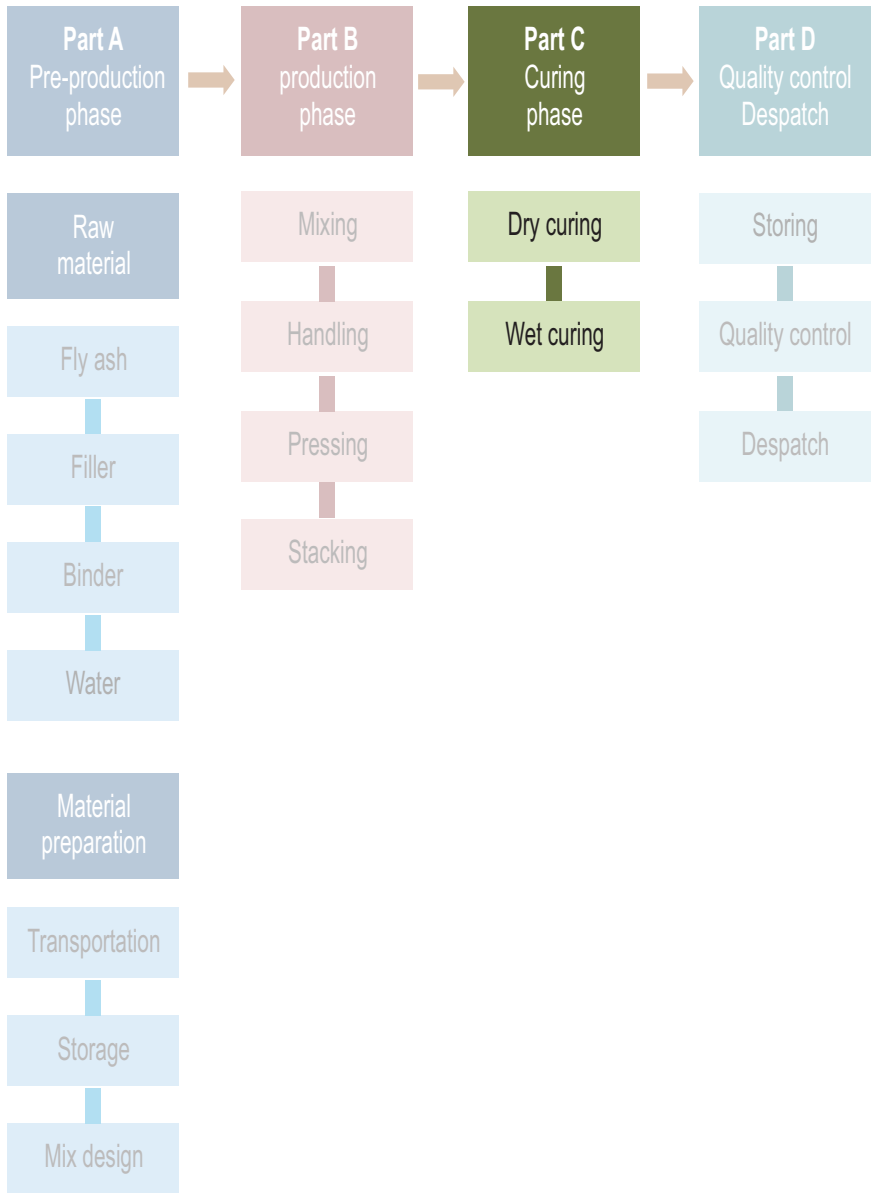 Part A
Pre-production
phase
Raw
material
Fly ash
Filler
Binder
Water
Material
preparation
Transportation
Storage
Mix design
Part B
production
phase
Mixing
Handling
Pressing
Stacking
Part C
Curing
phase
Dry curing
Wet curing
Part D
Quality control
Despatch
Storing
Quality control
Despatch